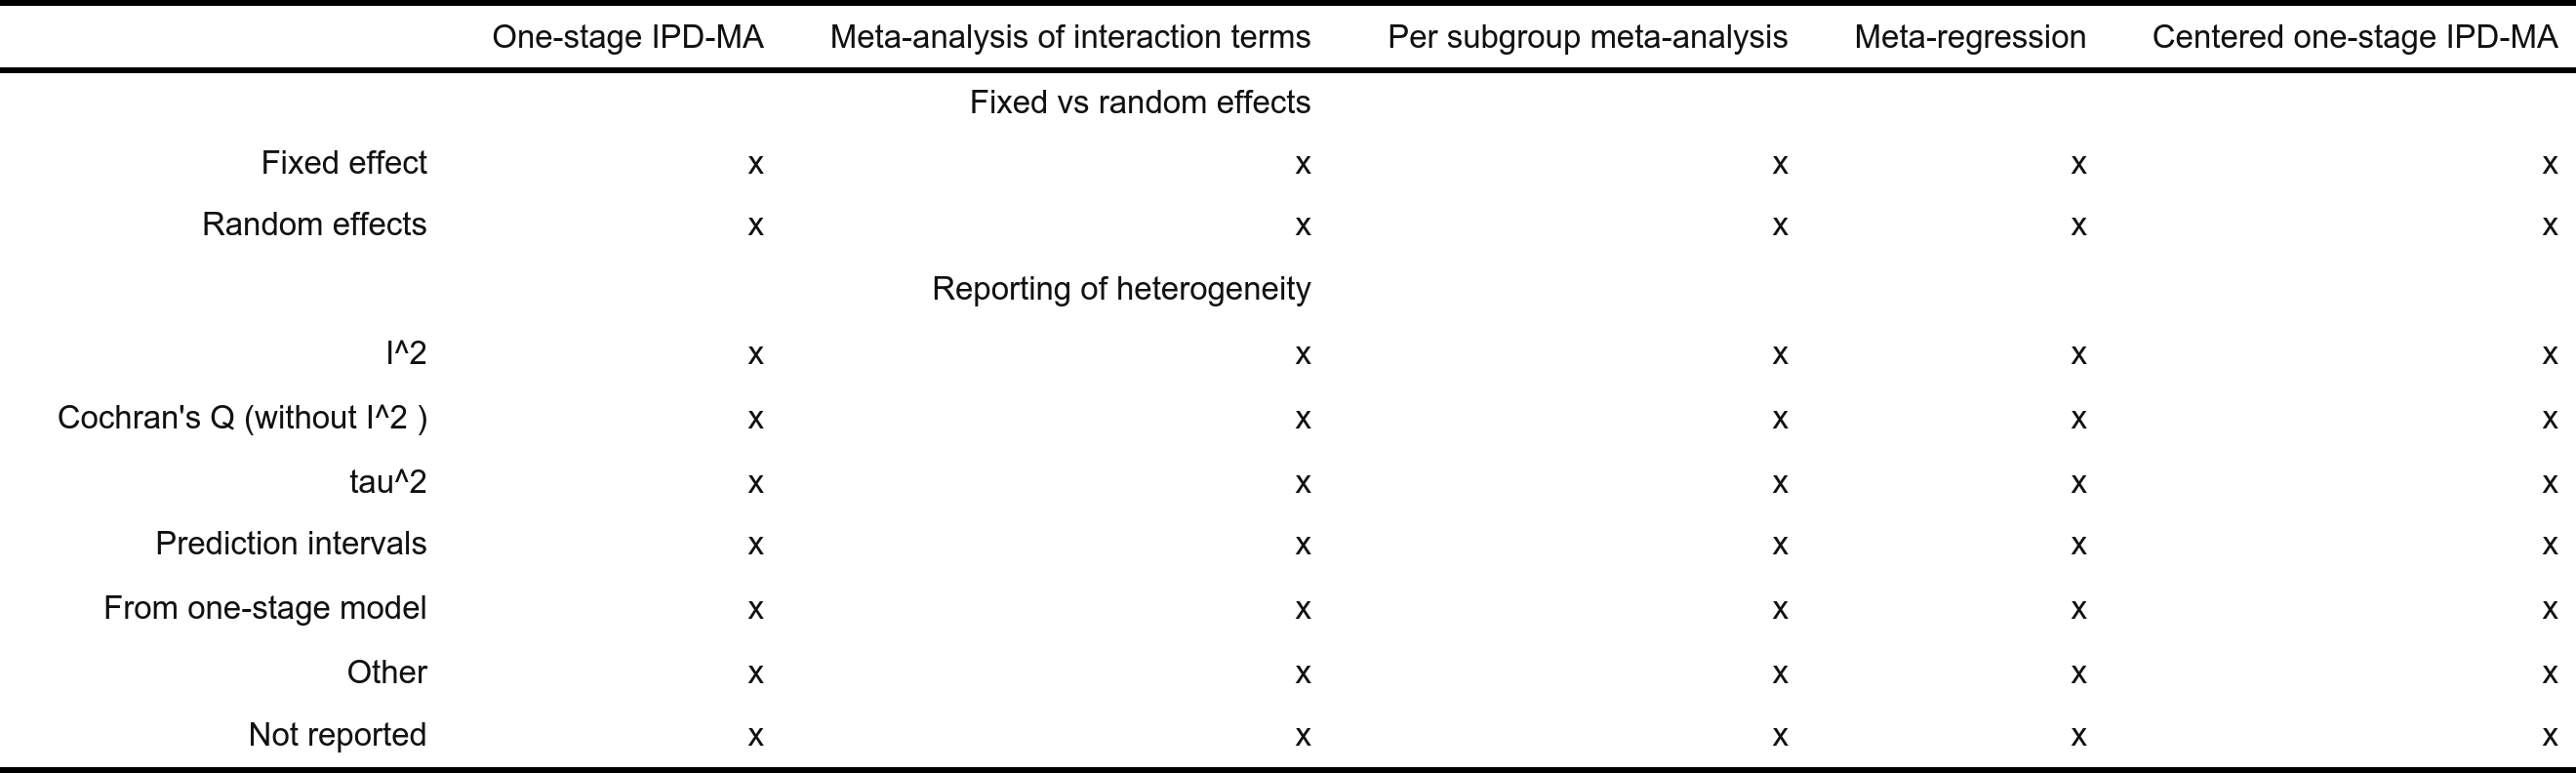 One-stage IPD-MA Meta-analysis of interaction terms Per subgroup meta-analysis Meta-regression Centered one-stage IPD-MA
Fixed vs random effects
Fixed effect x x x x x
Random effects x x x x x
Reporting of heterogeneity
I^2 x x x x x
Cochran's Q (without I^2 ) x x x x x
tau^2 x x x x x
Prediction intervals x x x x x
From one-stage model x x x x x
Other x x x x x
Not reported x x x x x